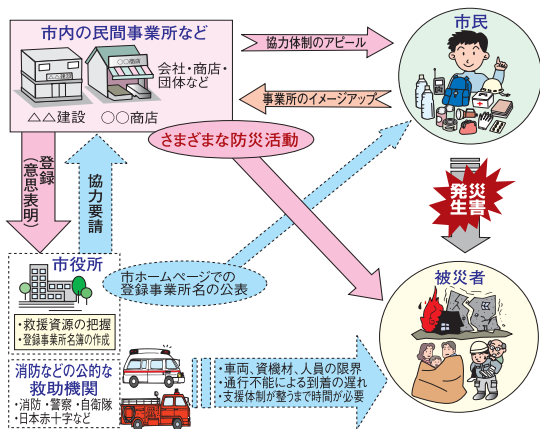 市内の民間事業所など
△△建設
○○商店
会社・商店・
団体など
△△建設 ○○商店
協力体制のアピール
事業所のイメージアップ
市民
さまざまな防災活動
登録
(意思表明)
協力要請
災害
発生
市役所
・救援資源の把握
・登録事業所名簿の作成
市ホームページでの
登録事業所名の公表
被災者
消防などの公的な
救助機関
・消防・警察・自衛隊
・日本赤十字など
・車両、資機材、人員の限界
・通行不能による到着の遅れ
・支援体制が整うまで時間が必要